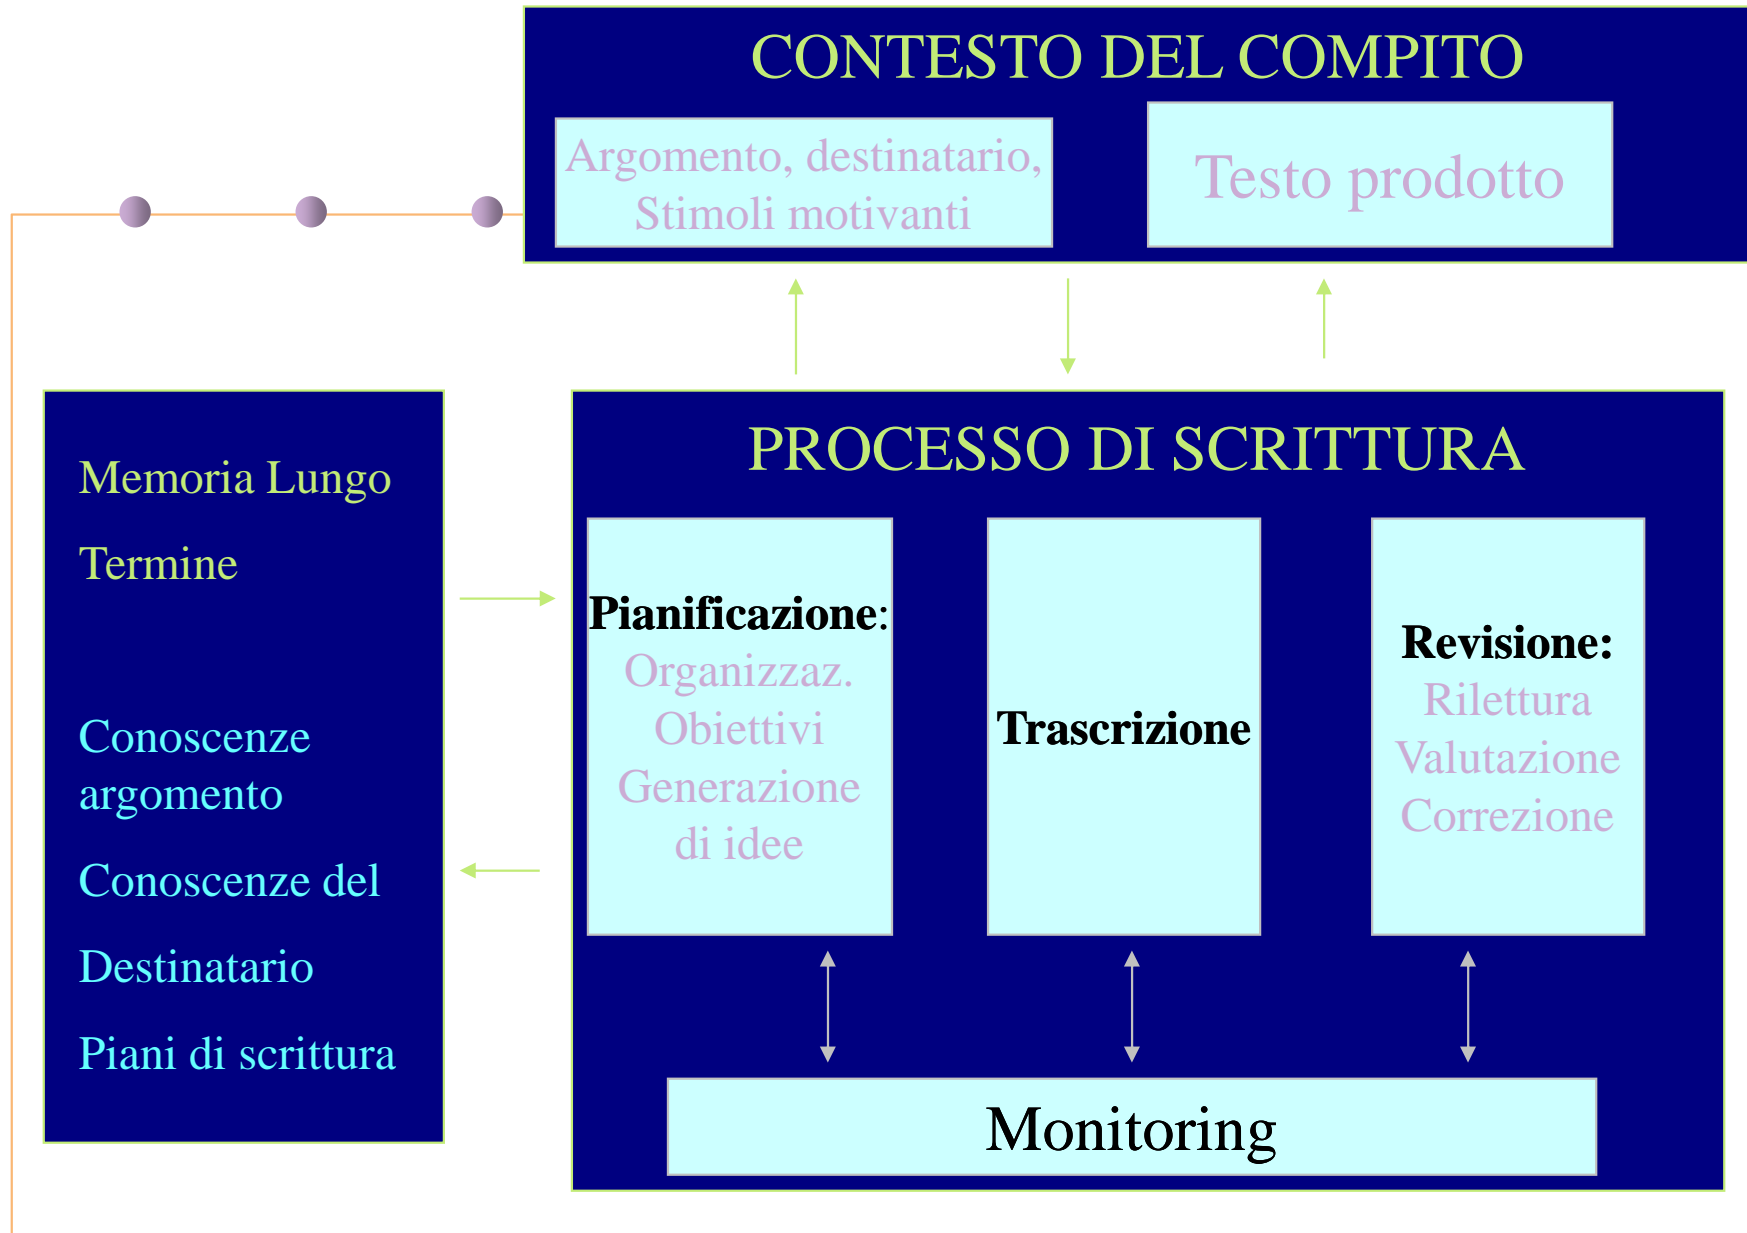 CONTESTO DEL COMPITO
Argomento, destinatario,
Stimoli motivanti
Testo prodotto
Memoria Lungo
Termine
Conoscenze
argomento
Conoscenze del
Destinatario
Piani di scrittura
PROCESSO DI SCRITTURA
Pianificazione:
Organizzaz.
Obiettivi
Generazione
di idee
Trascrizione
Revisione:
Rilettura
Valutazione
Correzione
Monitoring